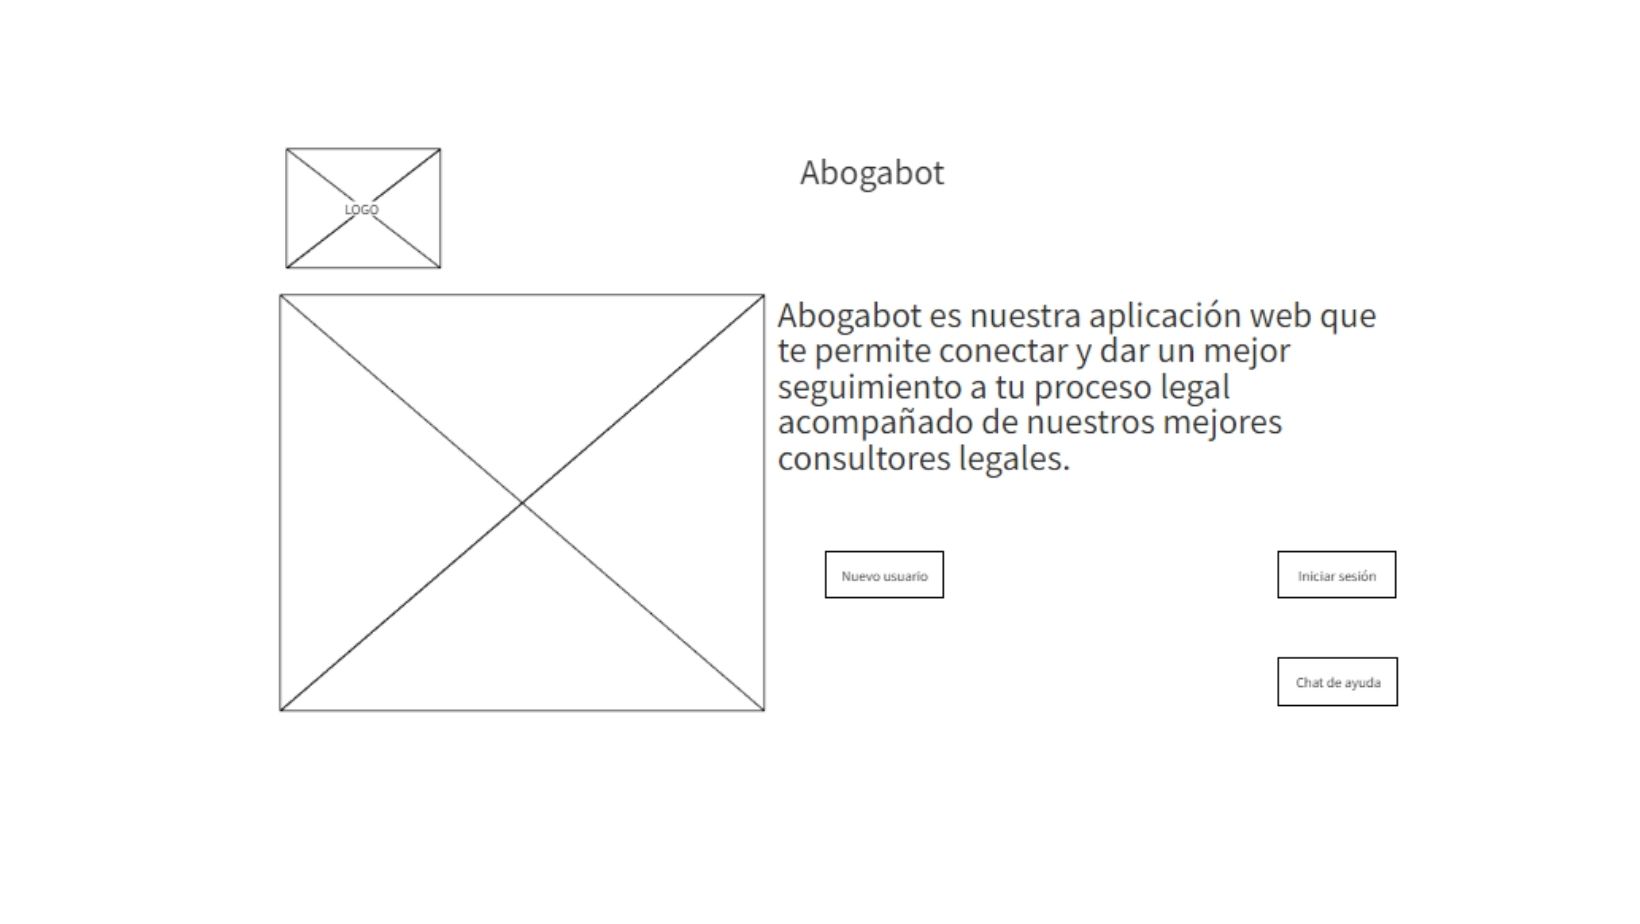 LOGO
Abogabot
Abogabot es nuestra aplicación web que
te permite conectar y dar un mejor
seguimiento a tu proceso legal
acompañado de nuestros mejores
consultores legales.
Nuevo usuario
Iniciar sesión
Chat de ayuda